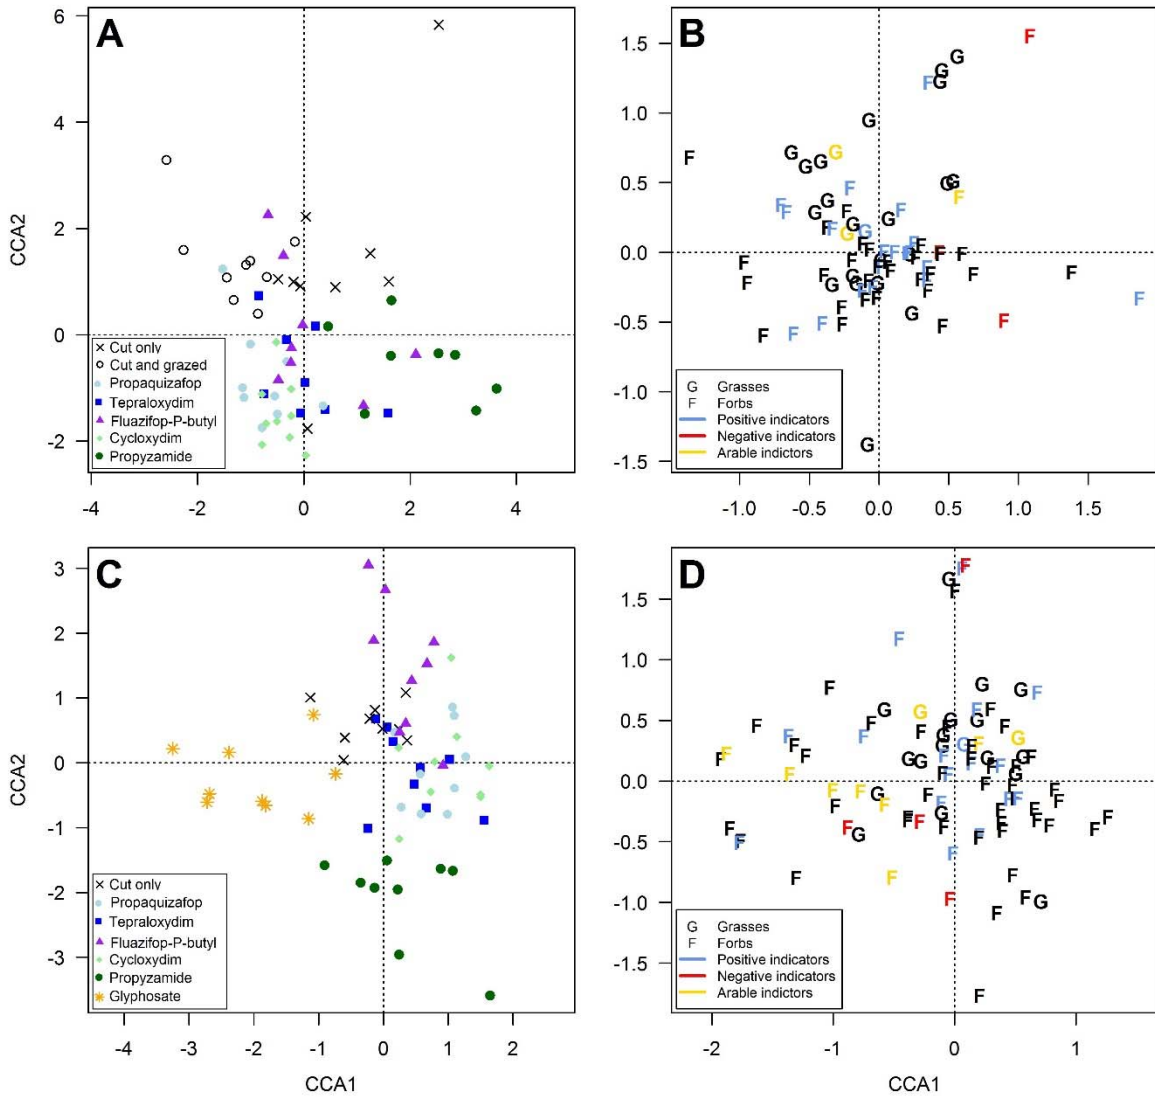 A
CCA2
6
4
2
0
-2
× Cut only
Cut and grazed
Propaquizafop
Tepraloxydim
Fluazifop-P-butyl
Cycloxydim
Propyzamide
-4
-2
0
2
4
B
1.5
1.0
0.5
0.0
-0.5
-1.0
-1.5
G Grasses
F Forbs
Positive indicators
Negative indicators
Arable indictors
-1.0
-0.5
0.0
0.5
1.0
1.5
C
CCA2
3
2
1
0
-1
-2
-3
× Cut only
Propaquizafop
Tepraloxydim
Fluazifop-P-butyl
Cycloxydim
Propyzamide
Glyphosate
-4
-3
-2
-1
0
1
2
CCA1
D
1.5
1.0
0.5
0.0
-0.5
-1.0
-1.5
G Grasses
F Forbs
Positive indicators
Negative indicators
Arable indictors
-2
-1
0
1
CCA1